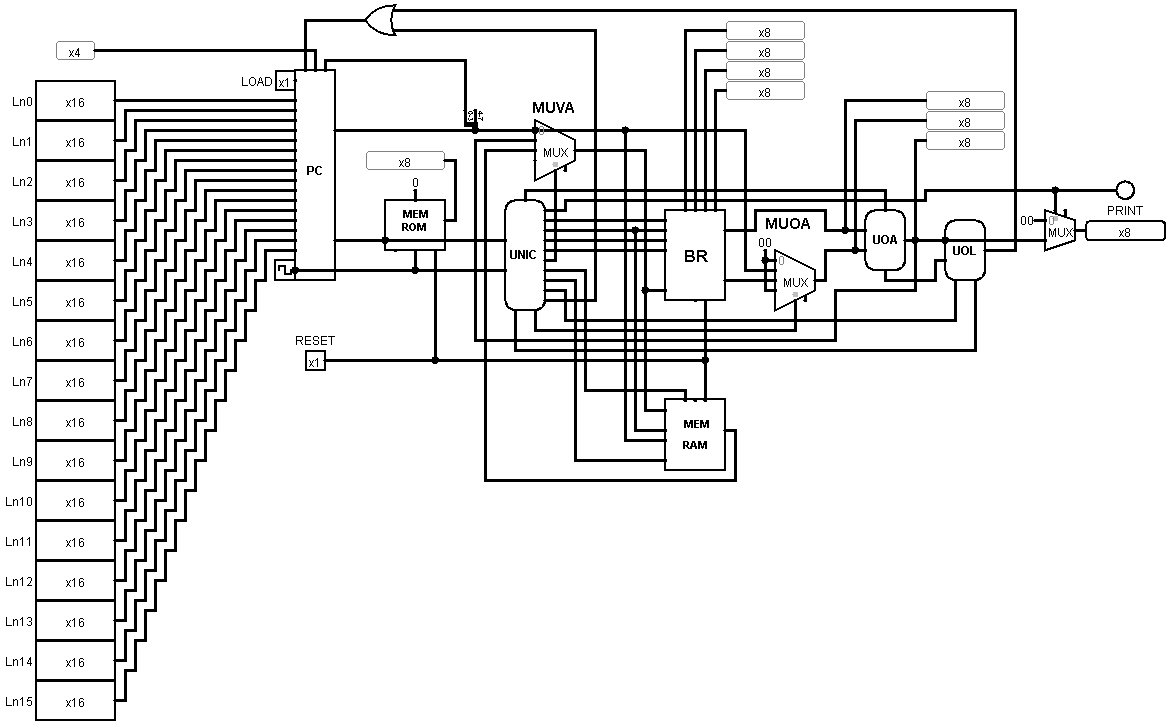 x8
x4
x8
x8
x8
LOAD
x1
Ln0
x16
MUVA
x8
x8
x8
0
MUX
Ln1
x16
x8
PC
0
Ln2
x16
MEM
ROM
PRINT
Ln3
x16
MUOA
00
0
MUX
x8
UNIC
BR
00
0
MUX
UOA
UOL
Ln4
x16
Ln5
x16
Ln6
x16
RESET
x1
Ln7
x16
Ln8
x16
MEM
RAM
Ln9
x16
Ln10
x16
Ln11
x16
Ln12
x16
Ln13
x16
Ln14
x16
Ln15
x16